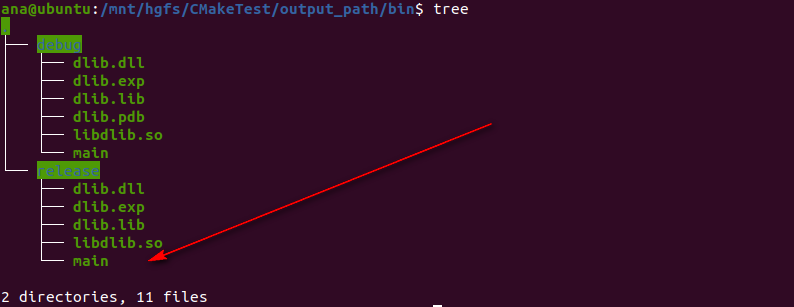 ana@ubuntu:/mnt/hgfs/CMakeTest/output_path/bin$ tree
.
├── debug
│   ├── dlib.dll
│   ├── dlib.exp
│   ├── dlib.lib
│   ├── dlib.pdb
│   ├── libdlib.so
│   └── main
└── release
    ├── dlib.dll
    ├── dlib.exp
    ├── dlib.lib
    ├── libdlib.so
    └── main
2 directories, 11 files